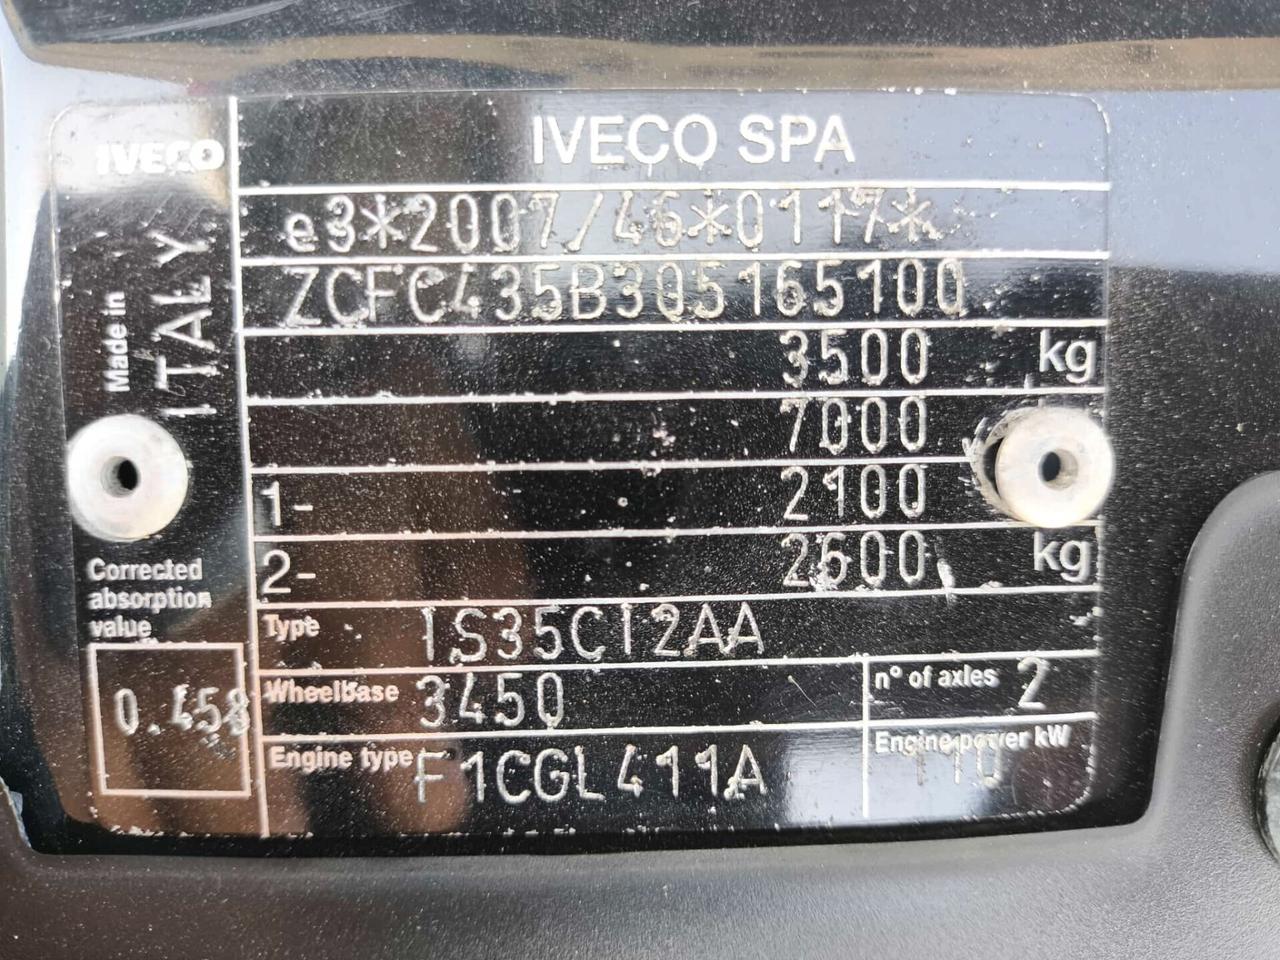 IVECO
IVECO SPA
Made in
ITALY
e3*2007/46*0117*
ZCFC435B305165100
3500 kg
7000
1- 2100
2- 2600 kg
Corrected
absorption
value
0.458
Type IS35CI2AA
Wheelbase 3450
n° of axles 2
Engine type F1CGL411A
Engine power kW
110